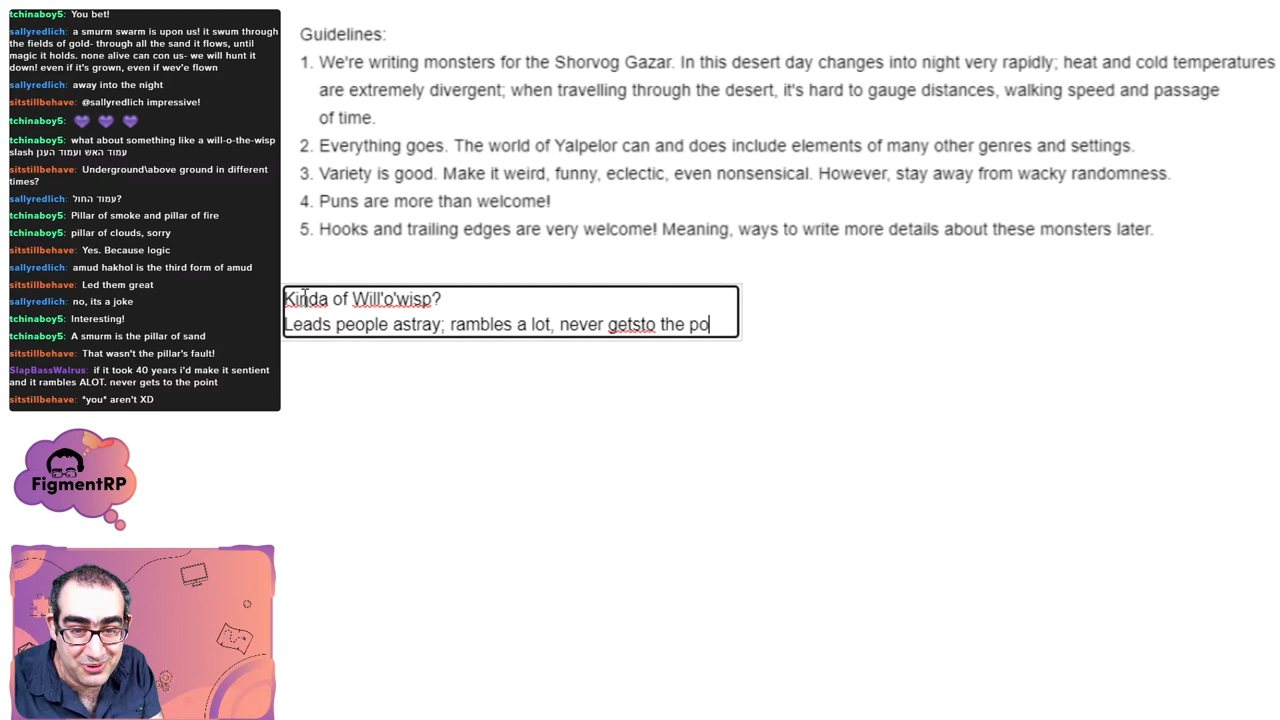 tchinaboy5: You bet!
sallyredlich: a smurm swarm is upon us! it swum through
the fields of gold- through all the sand it flows, until
magic it holds. none alive can con us- we will hunt it
down! even if it's grown, even if wev'e flown
sallyredlich: away into the night
sitstillbehave: @sallyredlich impressive!
tchinaboy5:
tchinaboy5: what about something like a will-o-the-wisp
slash עמוד האש ועמוד הענן
sitstillbehave: Underground\above ground in different
times?
sallyredlich: עמוד החול?
tchinaboy5: Pillar of smoke and pillar of fire
tchinaboy5: pillar of clouds, sorry
sitstillbehave: Yes. Because logic
sallyredlich: amud hakhol is the third form of amud
sitstillbehave: Led them great
sallyredlich: no, its a joke
tchinaboy5: Interesting!
tchinaboy5: A smurm is the pillar of sand
sitstillbehave: That wasn't the pillar's fault!
SlapBassWalrus: if it took 40 years i'd make it sentient
and it rambles ALOT. never gets to the point
sitstillbehave: *you* aren't XD
FigmentRP
Guidelines:
1. We're writing monsters for the Shorvog Gazar. In this desert day changes into night very rapidly; heat and cold temperatures
are extremely divergent; when travelling through the desert, it's hard to gauge distances, walking speed and passage
of time.
2. Everything goes. The world of Yalpelor can and does include elements of many other genres and settings.
3. Variety is good. Make it weird, funny, eclectic, even nonsensical. However, stay away from wacky randomness.
4. Puns are more than welcome!
5. Hooks and trailing edges are very welcome! Meaning, ways to write more details about these monsters later.
Kinda of Will'o'wisp?
Leads people astray; rambles a lot, never getsto the po